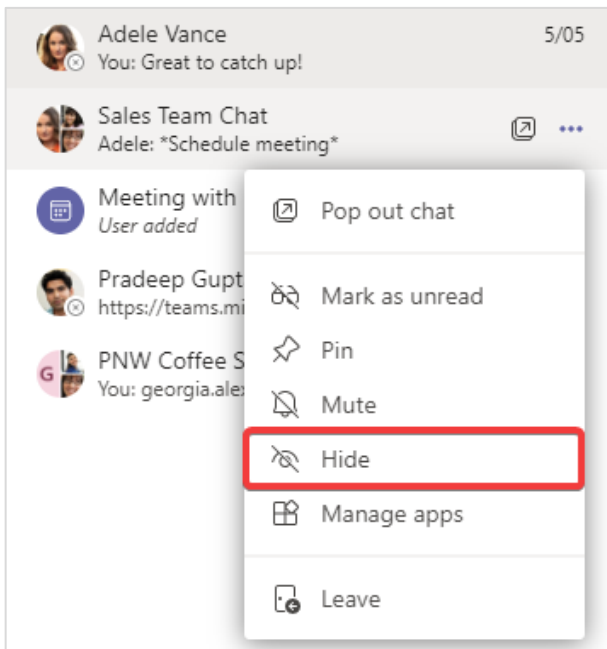 Adele Vance 5/05
You: Great to catch up!
Sales Team Chat
Adele: *Schedule meeting*
Meeting with
User added
Pop out chat
Pradeep Gupt
https://teams.mi
Mark as unread
Pin
PNW Coffee S
G
You: georgia.ale
Mute
Hide
Manage apps
Leave